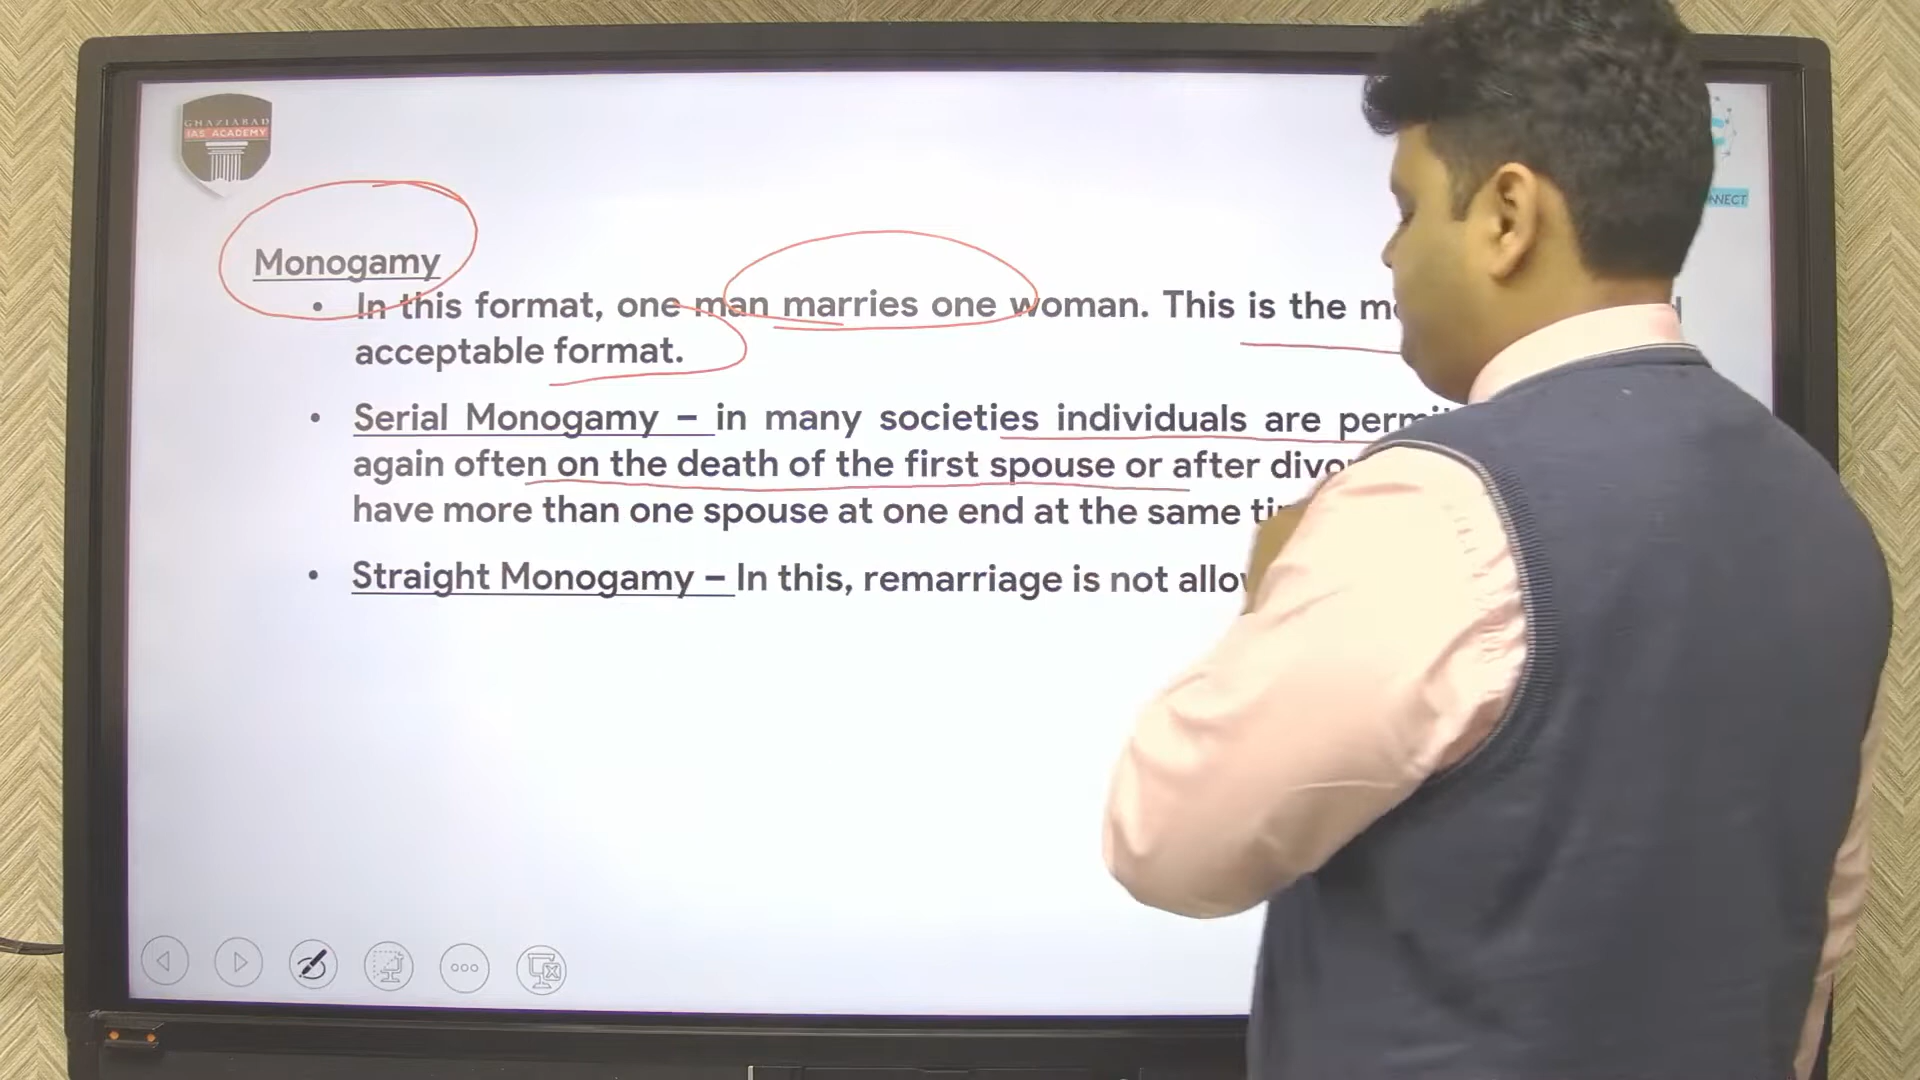 GHAZIABAD
IAS ACADEMY
NNECT
Monogamy
• In this format, one man marries one woman. This is the
acceptable format.
• Serial Monogamy – in many societies individuals are
again often on the death of the first spouse or after
have more than one spouse at one end at the same
• Straight Monogamy – In this, remarriage is not